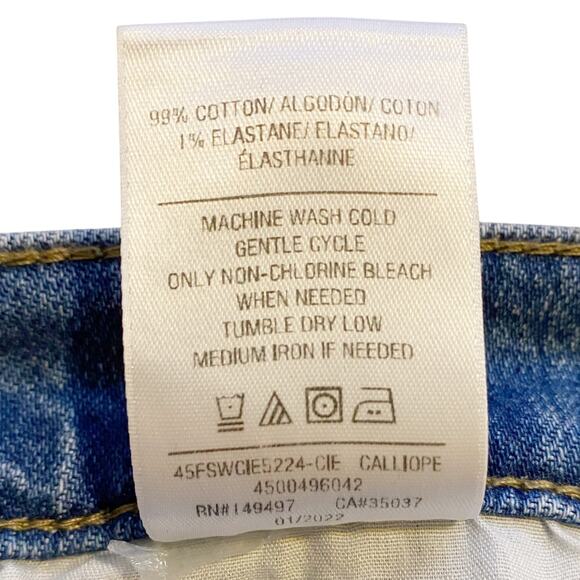 99% COTTON/ ALGODÓN/ COTON
1% ELASTANE/ ELASTANO/
ÉLASTHANNE
MACHINE WASH COLD
GENTLE CYCLE
ONLY NON-CHLORINE BLEACH
WHEN NEEDED
TUMBLE DRY LOW
MEDIUM IRON IF NEEDED
45FSWCIE5224-CIE CALLIOPE
4500496042
RN#149497 CA#35037
01/2022